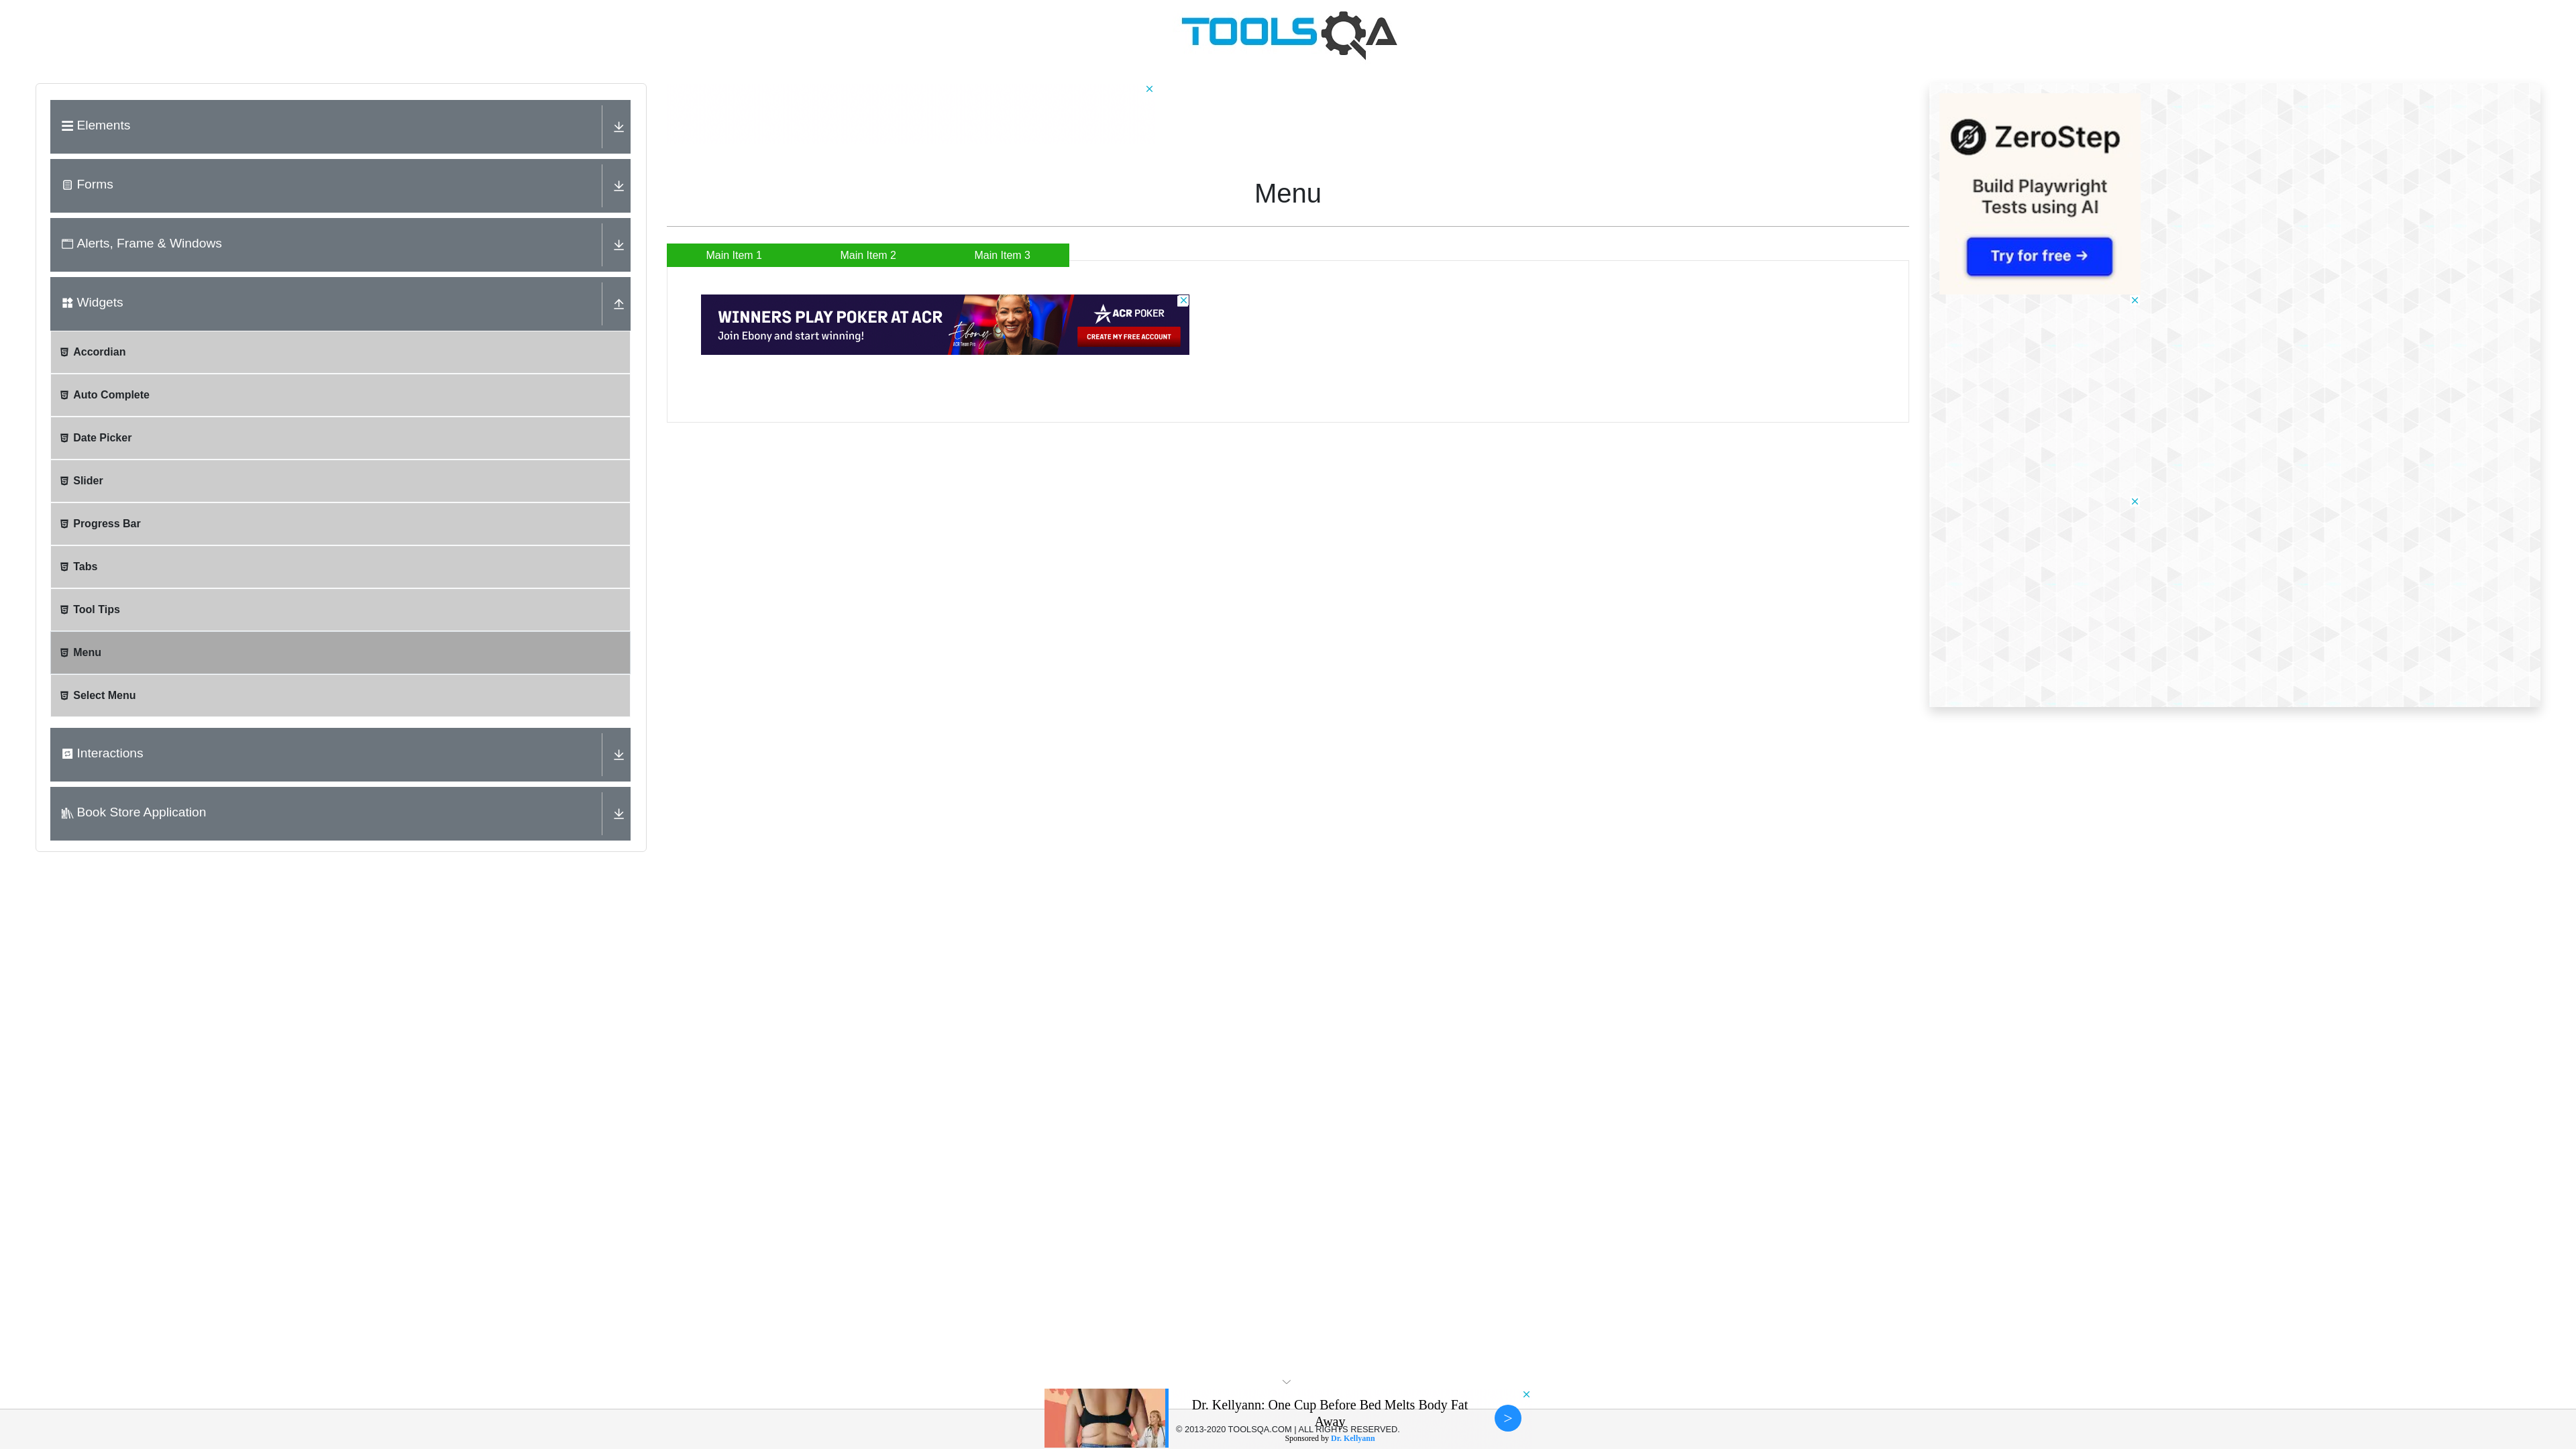 TOOLSQA
Elements
Forms
Alerts, Frame & Windows
Widgets
Accordian
Auto Complete
Date Picker
Slider
Progress Bar
Tabs
Tool Tips
Menu
Select Menu
Interactions
Book Store Application
Menu
Main Item 1
Main Item 2
Main Item 3
WINNERS PLAY POKER AT ACR
Join Ebony and start winning!
Ebony
ACR Team Pro
ACR POKER
CREATE MY FREE ACCOUNT
ZeroStep
Build Playwright
Tests using AI
Try for free →
Dr. Kellyann: One Cup Before Bed Melts Body Fat
Away
© 2013-2020 TOOLSQA.COM | ALL RIGHTS RESERVED.
Sponsored by Dr. Kellyann
>